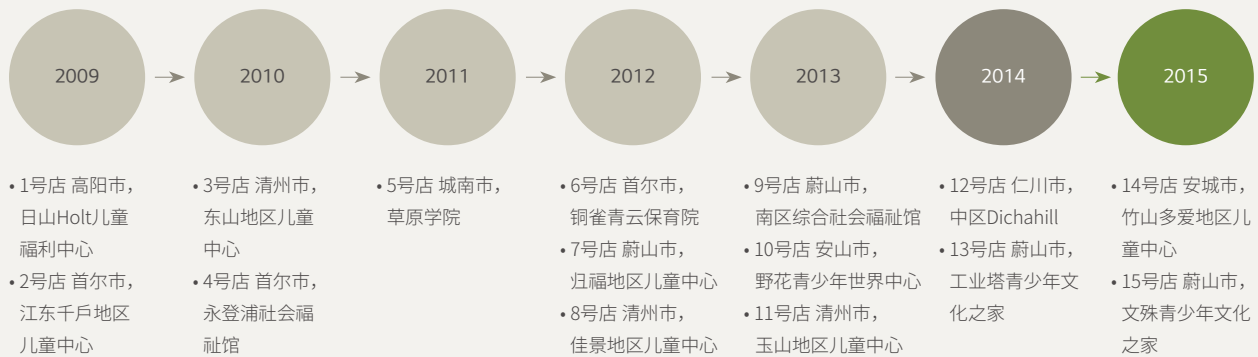 2009
2010
2011
2012
2013
2014
2015
• 1号店 高阳市，
日山Holt儿童
福利中心
• 2号店 首尔市，
江东千戶地区
儿童中心
• 3号店 清州市，
东山地区儿童
中心
• 4号店 首尔市，
永登浦社会福
祉馆
• 5号店 城南市，
草原学院
• 6号店 首尔市，
铜雀青云保育院
• 7号店 蔚山市，
归福地区儿童中心
• 8号店 清州市，
佳景地区儿童中心
• 9号店 蔚山市，
南区综合社会福祉馆
• 10号店 安山市，
野花青少年世界中心
• 11号店 清州市，
玉山地区儿童中心
• 12号店 仁川市，
中区Dichahill
• 13号店 蔚山市，
工业塔青少年文
化之家
• 14号店 安城市，
竹山多爱地区儿
童中心
• 15号店 蔚山市，
文殊青少年文化
之家